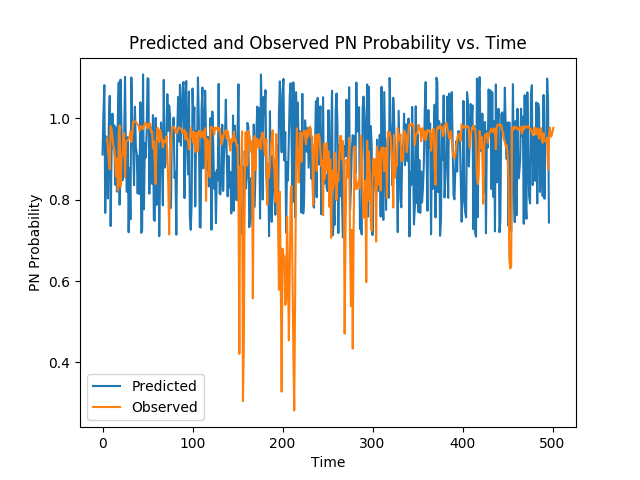 Predicted and Observed PN Probability vs. Time
PN Probability
1.0
0.8
0.6
0.4
Predicted
Observed
0 100 200 300 400 500
Time